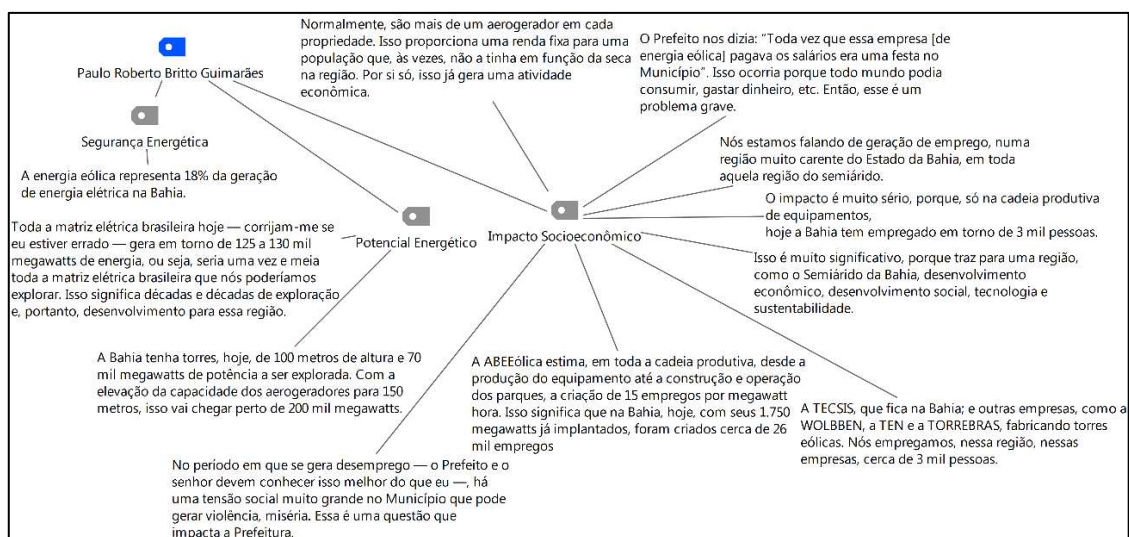 Paulo Roberto Britto Guimarães
Segurança Energética
A energia eólica representa 18% da geração
de energia elétrica na Bahia.
Toda a matriz elétrica brasileira hoje — corrijam-me se
eu estiver errado — gera em torno de 125 a 130 mil
megawatts de energia, ou seja, seria uma vez e meia
toda a matriz elétrica brasileira que nós poderíamos
explorar. Isso significa décadas e décadas de exploração
e, portanto, desenvolvimento para essa região.
Potencial Energético
A Bahia tenha torres, hoje, de 100 metros de altura e 70
mil megawatts de potência a ser explorada. Com a
elevação da capacidade dos aerogeradores para 150
metros, isso vai chegar perto de 200 mil megawatts.
Normalmente, são mais de um aerogerador em cada
propriedade. Isso proporciona uma renda fixa para uma
população que, às vezes, não a tinha em função da seca
na região. Por si só, isso já gera uma atividade
econômica.
O Prefeito nos dizia: “Toda vez que essa empresa [de
energia eólica] pagava os salários era uma festa no
Município”. Isso ocorria porque todo mundo podia
consumir, gastar dinheiro, etc. Então, esse é um
problema grave.
Nós estamos falando de geração de emprego, numa
região muito carente do Estado da Bahia, em toda
aquela região do semiárido.
O impacto é muito sério, porque, só na cadeia produtiva
de equipamentos,
hoje a Bahia tem empregado em torno de 3 mil pessoas.
Impacto Socioeconômico
Isso é muito significativo, porque traz para uma região,
como o Semiárido da Bahia, desenvolvimento
econômico, desenvolvimento social, tecnologia e
sustentabilidade.
A ABEEólica estima, em toda a cadeia produtiva, desde a
produção do equipamento até a construção e operação
dos parques, a criação de 15 empregos por megawatt
hora. Isso significa que na Bahia, hoje, com seus 1.750
megawatts já implantados, foram criados cerca de 26
mil empregos
A TECSIS, que fica na Bahia; e outras empresas, como a
WOLBBEN, a TEN e a TORREBRAS, fabricando torres
eólicas. Nós empregamos, nessa região, nessas
empresas, cerca de 3 mil pessoas.
No período em que se gera desemprego — o Prefeito e o
senhor devem conhecer isso melhor do que eu —, há
uma tensão social muito grande no Município que pode
gerar violência, miséria. Essa é uma questão que
impacta a Prefeitura.